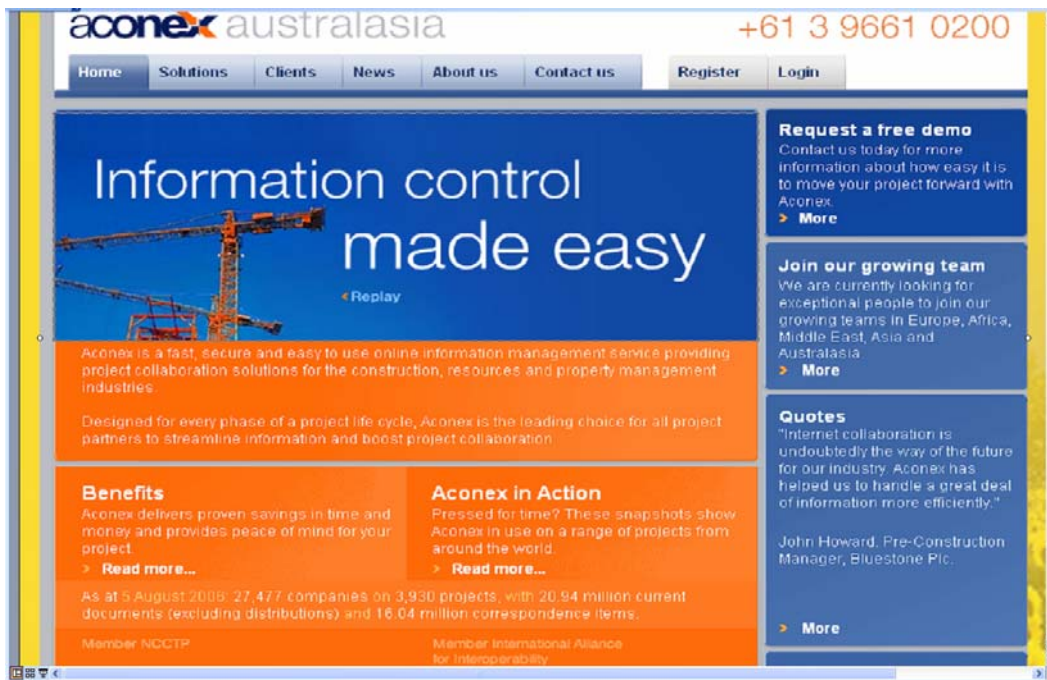 aconex australasia
+61 3 9661 0200
Home Solutions Clients News About us Contact us Register Login
Information control
made easy
Replay
Aconex is a fast, secure and easy to use online information management service providing
project collaboration solutions for the construction, resources and property management
industries.
Designed for every phase of a project life cycle, Aconex is the leading choice for all project
partners to streamline information and boost project collaboration
Benefits
Aconex delivers proven savings in time and
money and provides peace of mind for your
project.
Read more...
Aconex in Action
Pressed for time? These snapshots show
Aconex in use on a range of projects from
around the world.
Read more...
As at 5 August 2006: 27,477 companies on 3,930 projects, with 20.94 million current
documents (excluding distributions) and 16.04 million correspondence items.
Member NCCTP
Member International Alliance
for Interoperability
Request a free demo
Contact us today for more
information about how easy it is
to move your project forward with
Aconex.
More
Join our growing team
We are currently looking for
exceptional people to join our
growing teams in Europe, Africa,
Middle East, Asia and
Australasia
More
Quotes
"Internet collaboration is
undoubtedly the way of the future
for our industry. Aconex has
helped us to handle a great deal
of information more efficiently."
John Howard, Pre-Construction
Manager, Bluestone Plc.
More